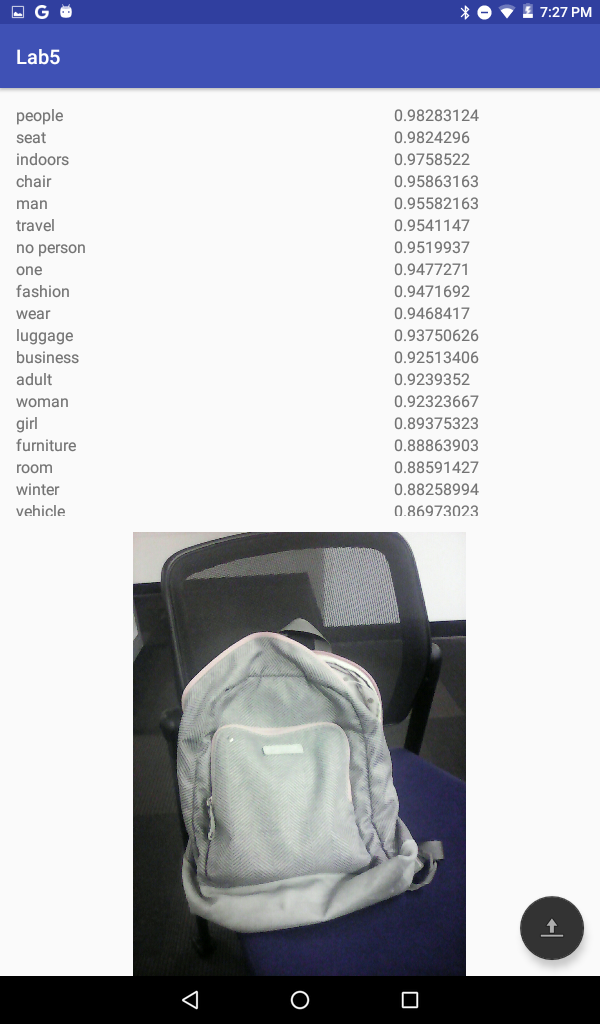 7:27 PM
Lab5
people 0.98283124
seat 0.9824296
indoors 0.9758522
chair 0.95863163
man 0.95582163
travel 0.9541147
no person 0.9519937
one 0.9477271
fashion 0.9471692
wear 0.9468417
luggage 0.93750626
business 0.92513406
adult 0.9239352
woman 0.92323667
girl 0.89375323
furniture 0.88863903
room 0.88591427
winter 0.88258994
vehicle 0.86973023